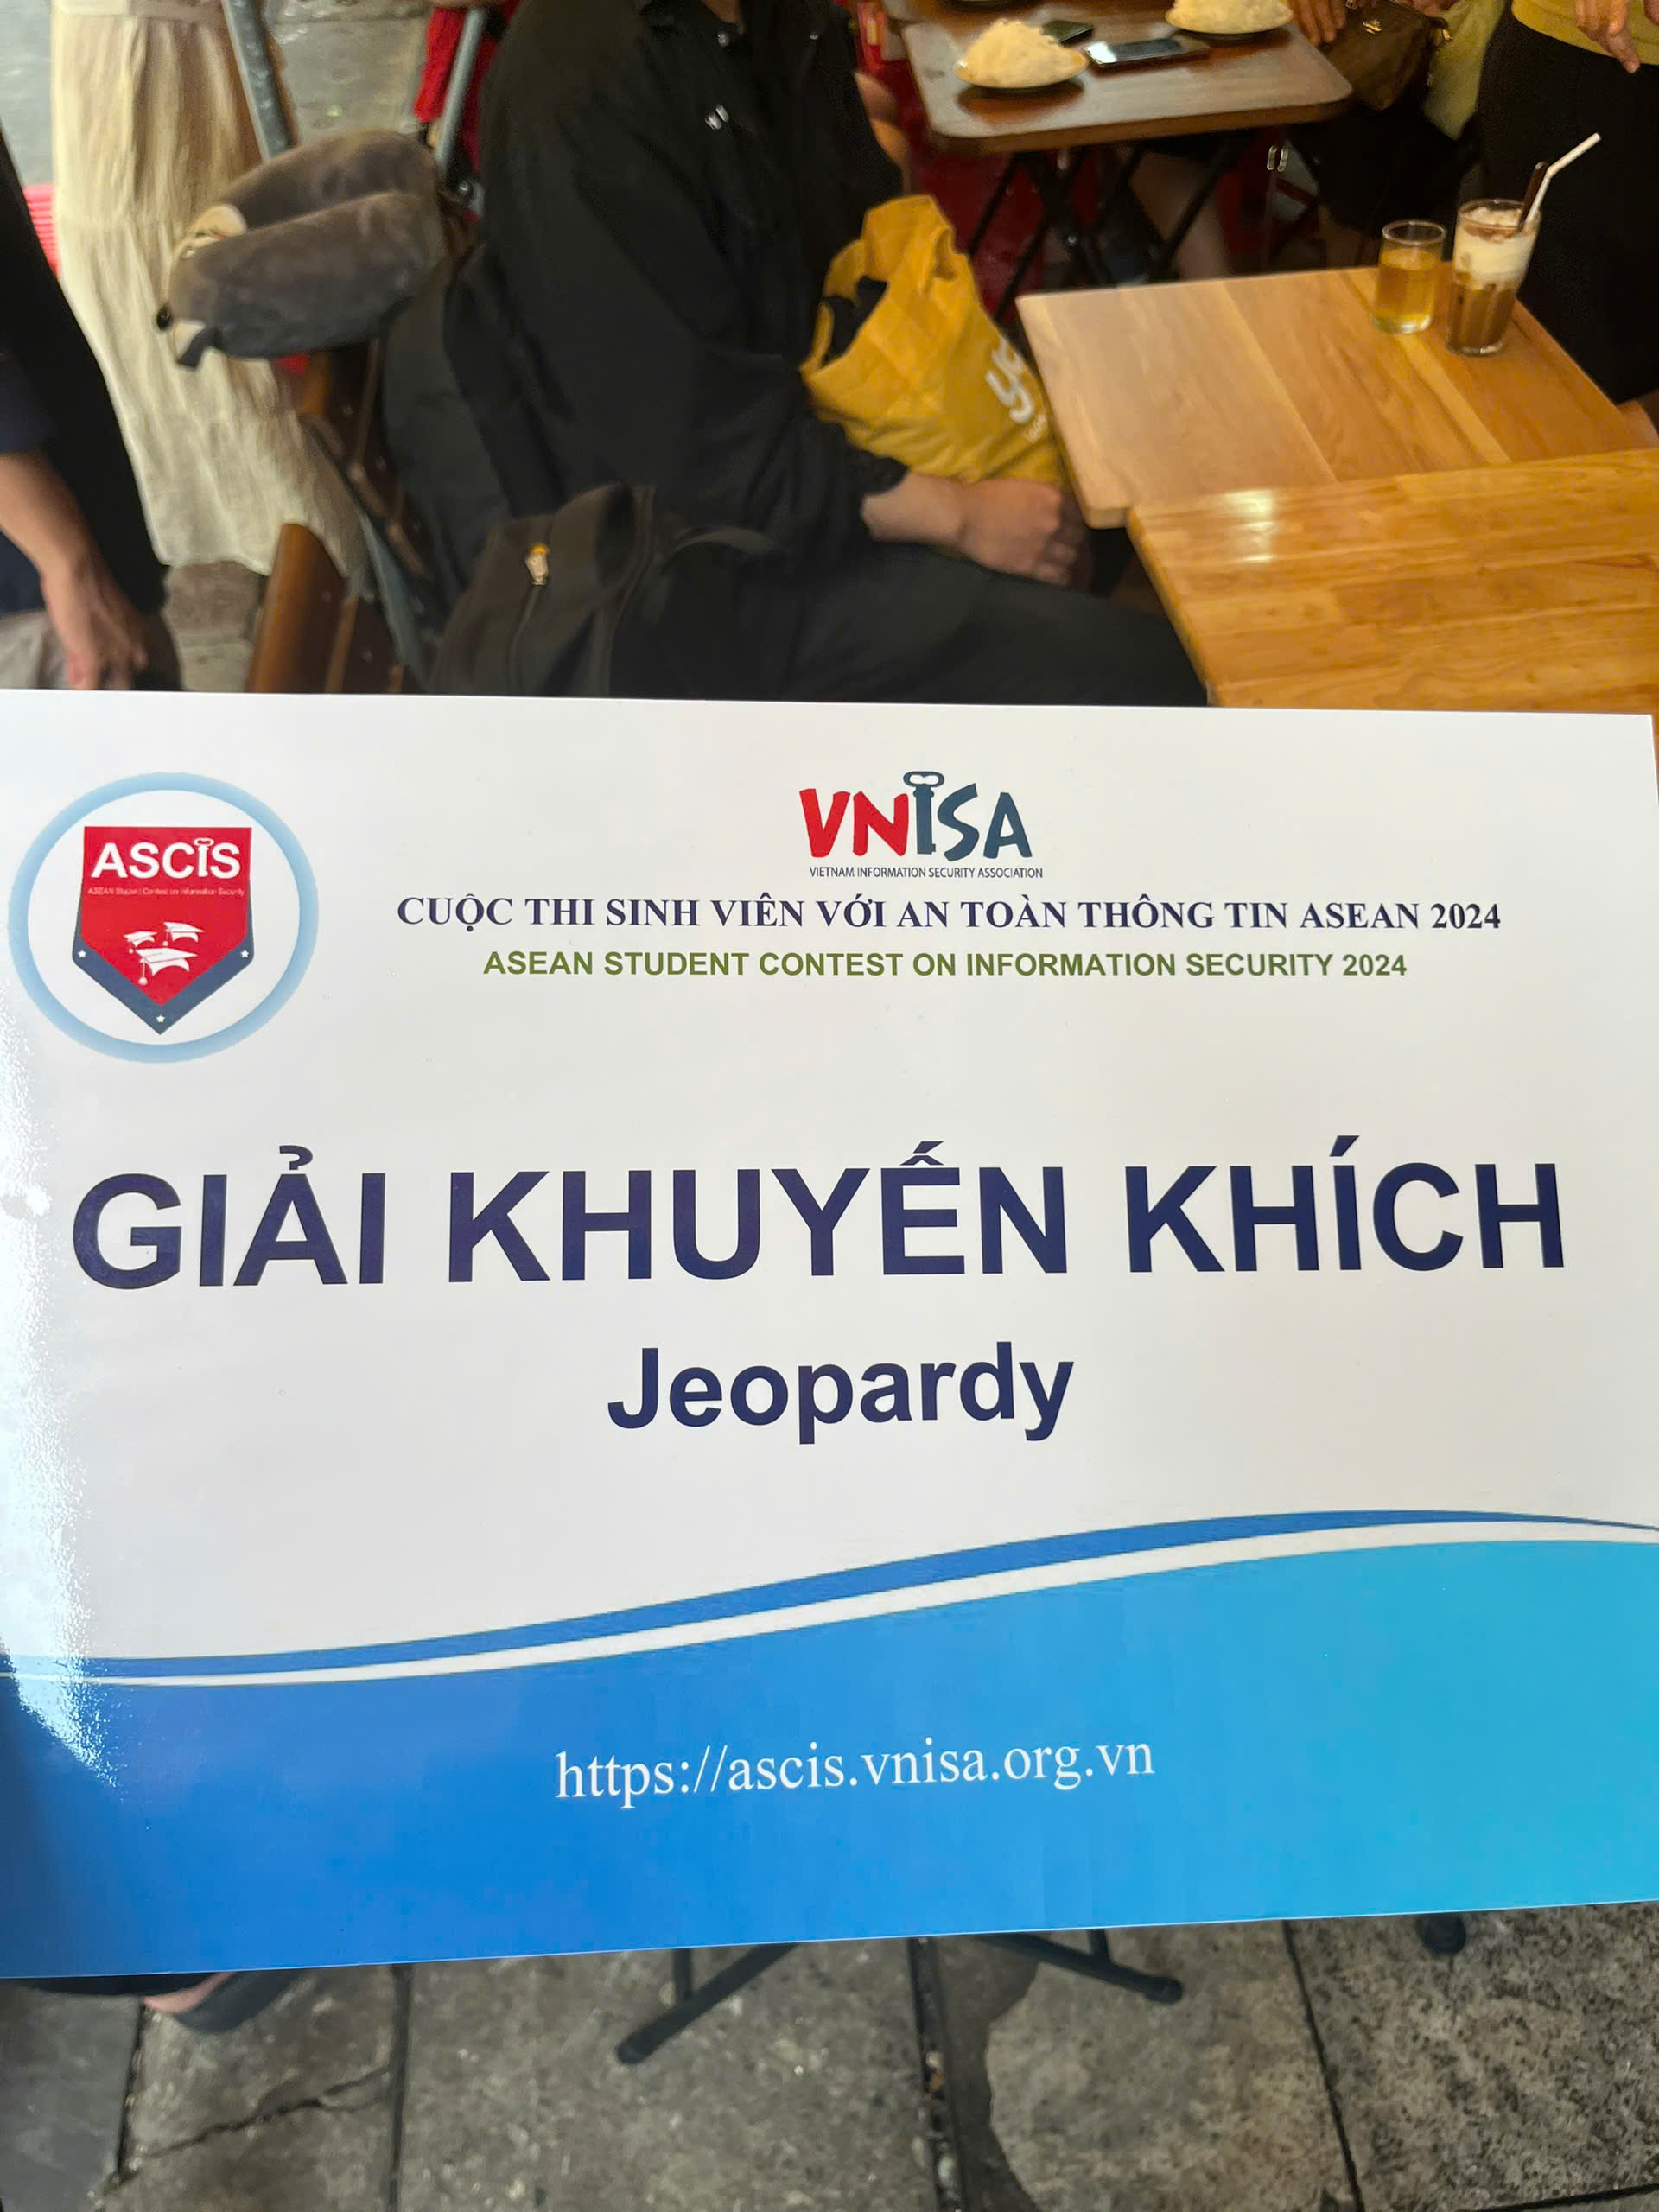 ASCIS
ASEAN Student Contest on Information Security
VNISA
VIETNAM INFORMATION SECURITY ASSOCIATION
CUỘC THI SINH VIÊN VỚI AN TOÀN THÔNG TIN ASEAN 2024
ASEAN STUDENT CONTEST ON INFORMATION SECURITY 2024
GIẢI KHUYẾN KHÍCH
Jeopardy
https://ascis.vnisa.org.vn